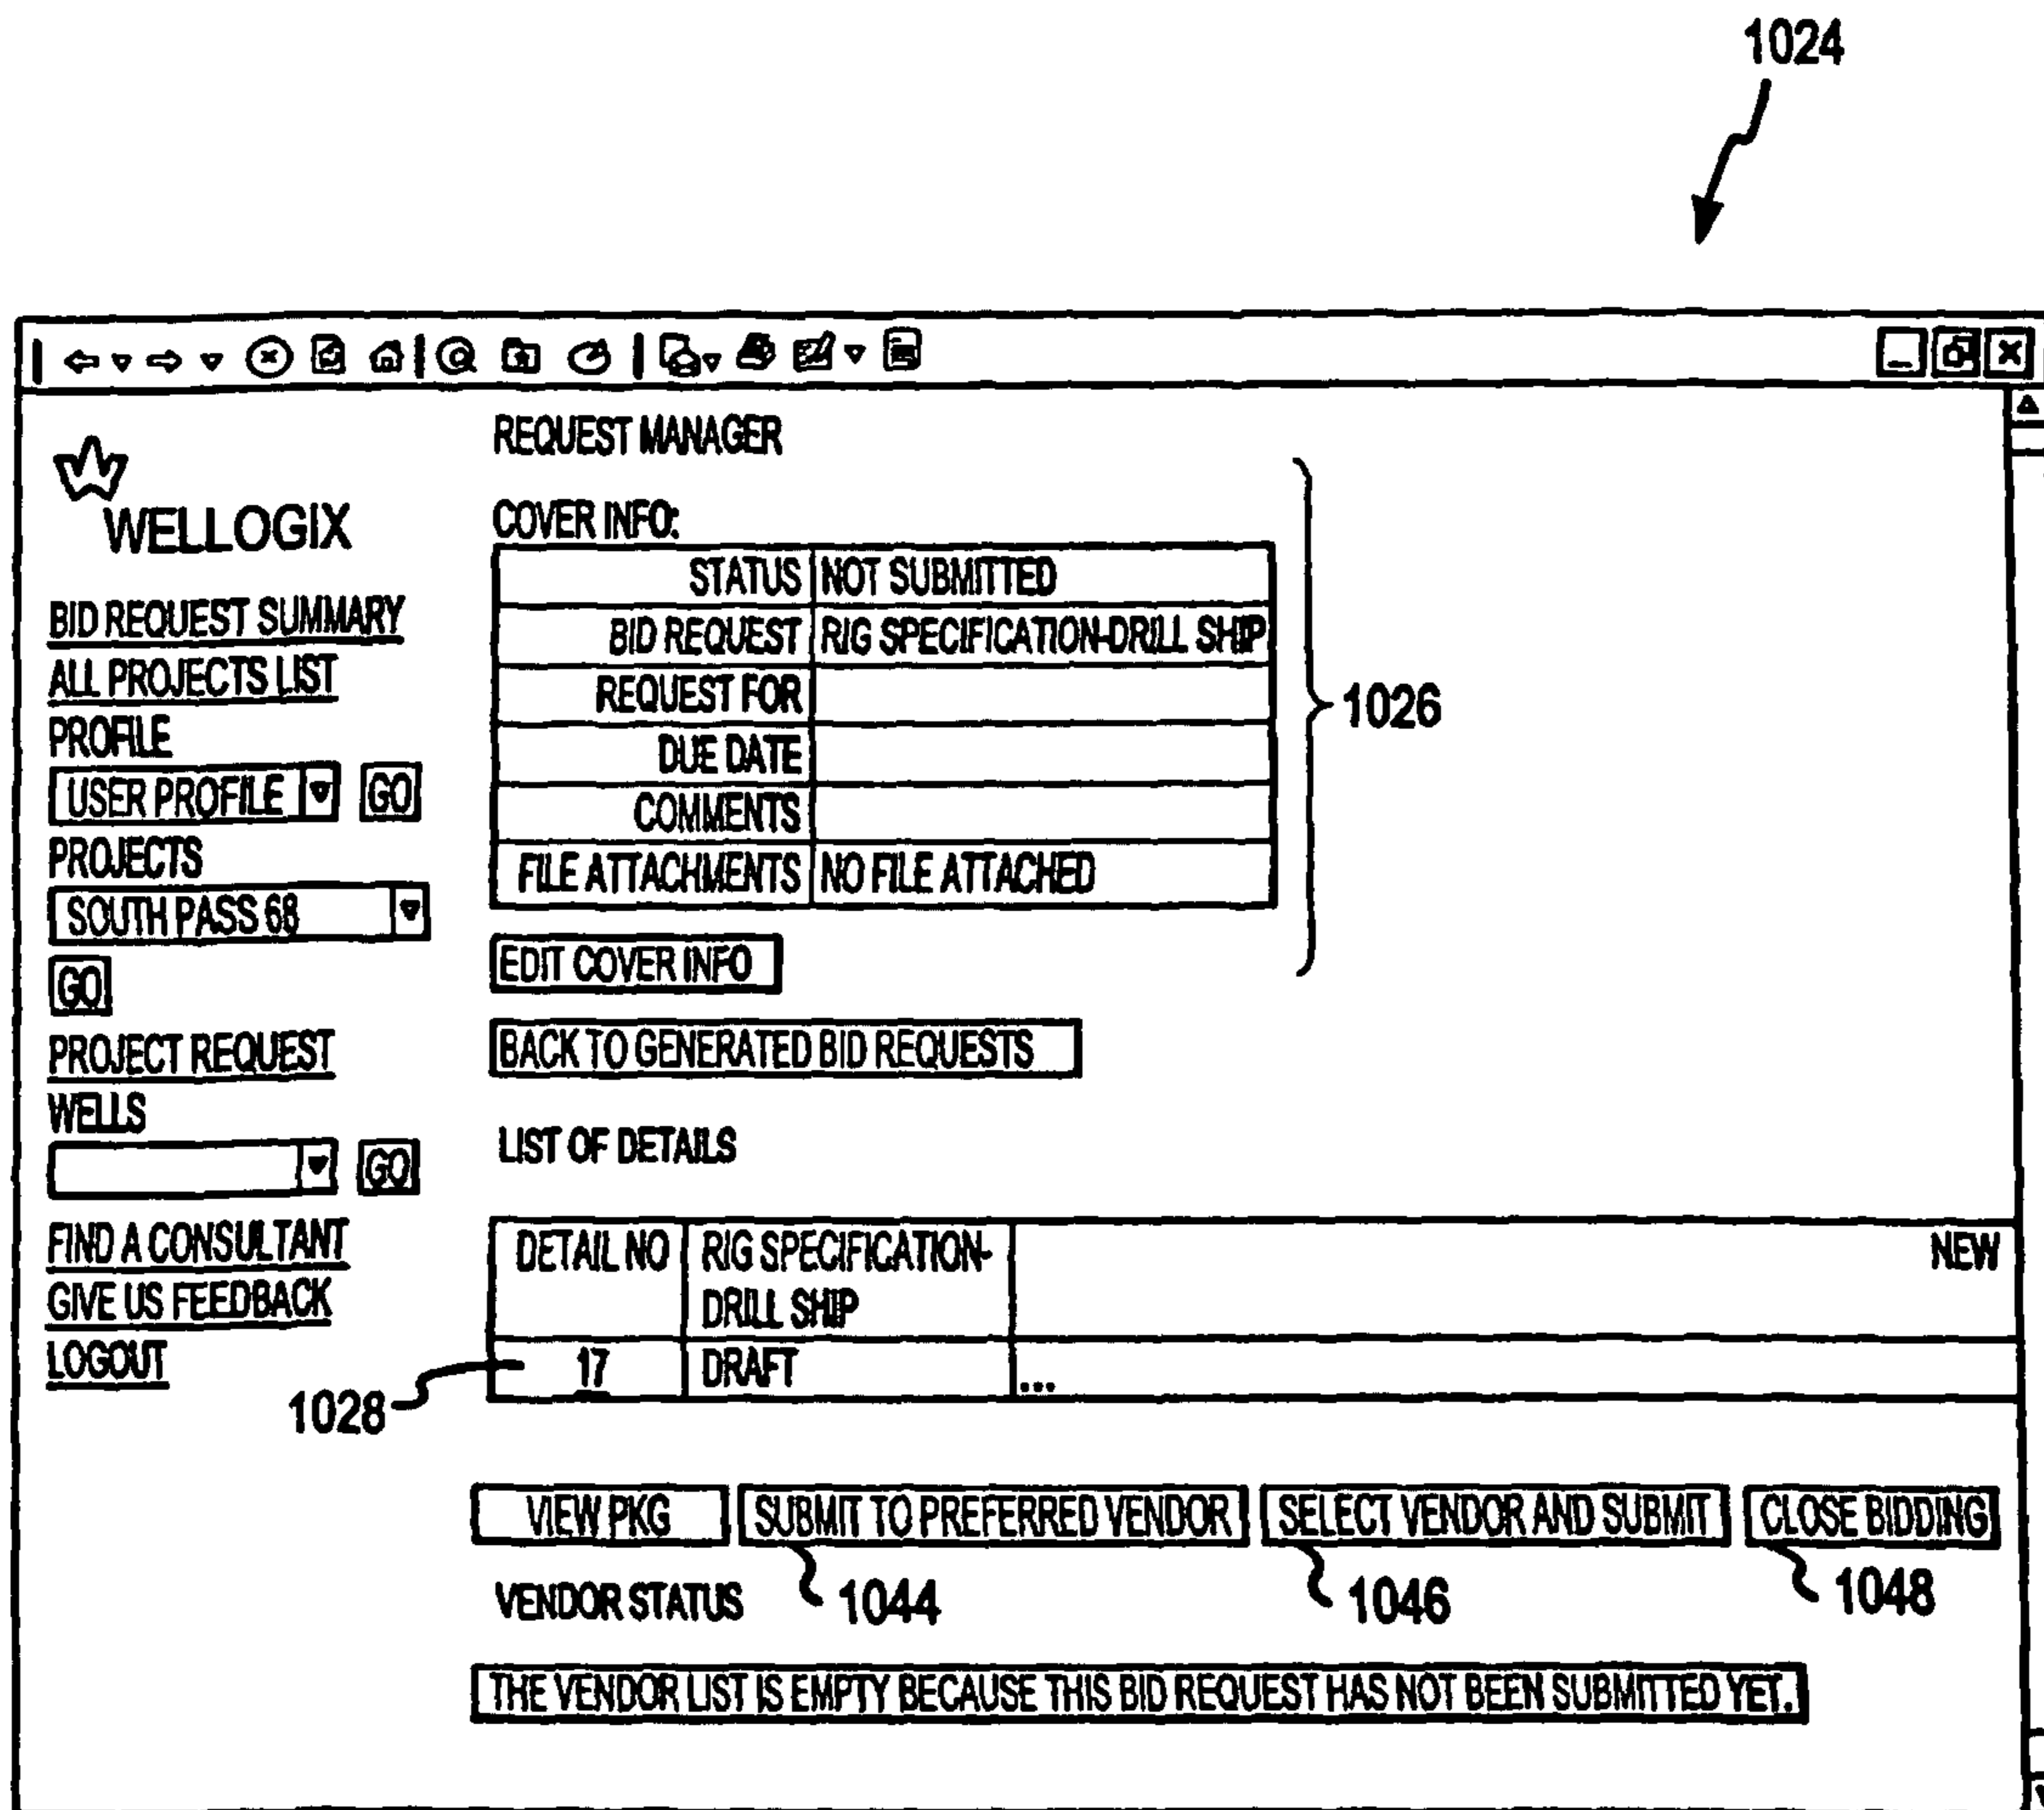 1024
REQUEST MANAGER
WELLOGIX
COVER INFO:
STATUS NOT SUBMITTED
BID REQUEST RIG SPECIFICATION-DRILL SHIP
REQUEST FOR
DUE DATE
COMMENTS
FILE ATTACHMENTS NO FILE ATTACHED
1026
EDIT COVER INFO
BACK TO GENERATED BID REQUESTS
BID REQUEST SUMMARY
ALL PROJECTS LIST
PROFILE
USER PROFILE GO
PROJECTS
SOUTH PASS 68
GO
PROJECT REQUEST
WELLS
GO
FIND A CONSULTANT
GIVE US FEEDBACK
LOGOUT
LIST OF DETAILS
DETAIL NO RIG SPECIFICATION- NEW
DRILL SHIP
17 DRAFT ...
1028
VIEW PKG SUBMIT TO PREFERRED VENDOR SELECT VENDOR AND SUBMIT CLOSE BIDDING
VENDOR STATUS 1044 1046 1048
THE VENDOR LIST IS EMPTY BECAUSE THIS BID REQUEST HAS NOT BEEN SUBMITTED YET.